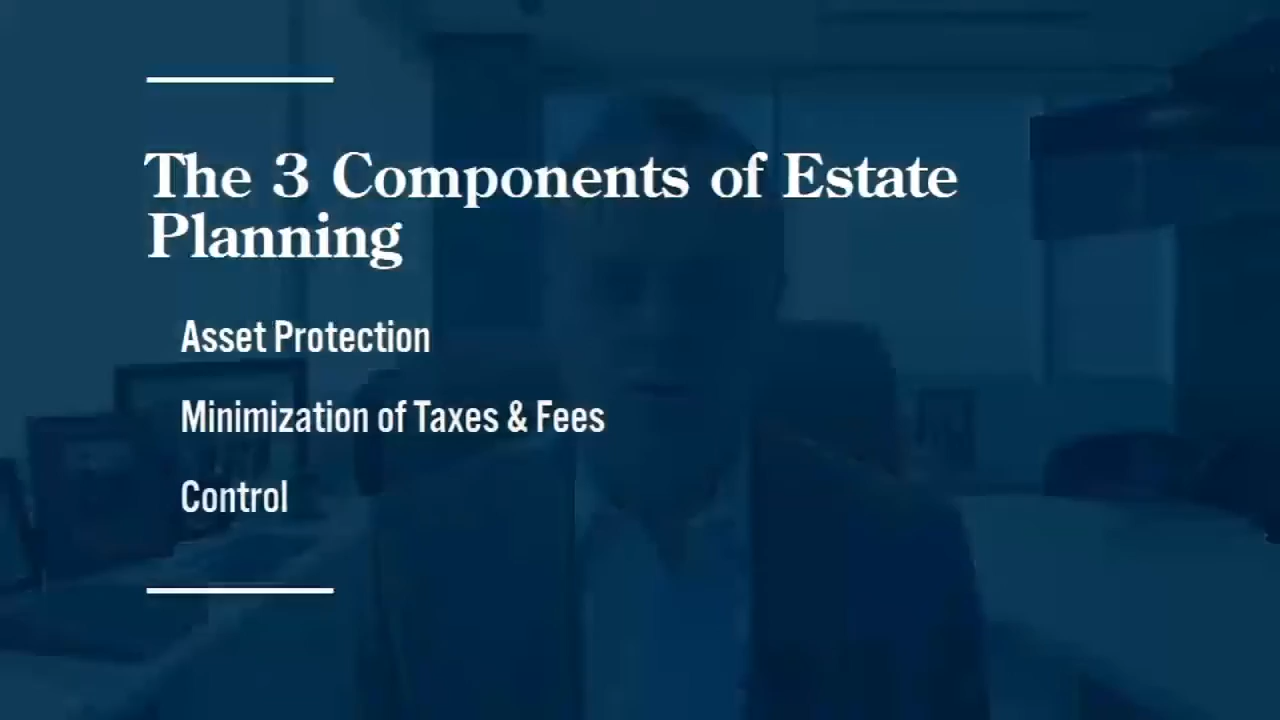 The 3 Components of Estate
Planning
Asset Protection
Minimization of Taxes & Fees
Control